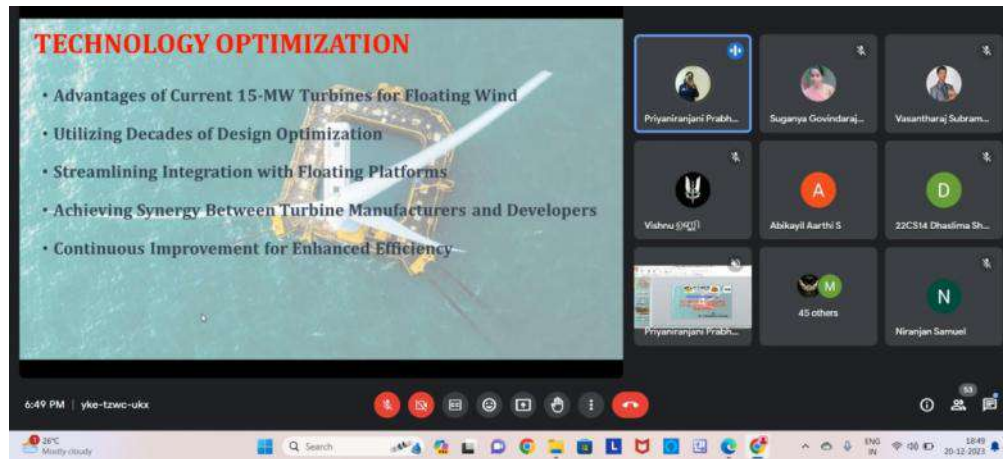 TECHNOLOGY OPTIMIZATION
• Advantages of Current 15-MW Turbines for Floating Wind
• Utilizing Decades of Design Optimization
• Streamlining Integration with Floating Platforms
• Achieving Synergy Between Turbine Manufacturers and Developers
• Continuous Improvement for Enhanced Efficiency
Priyaniranjani Prabh...
Suganya Govindaraj...
Vasantharaj Subram...
Vishnu
A
Abikayil Aarthi S
D
22CS14 Dhaslima Sh...
Priyaniranjani Prabh...
M
45 others
N
Niranjan Samuel
6:49 PM | yke-tzwc-ukx
53
26°C
Mostly cloudy
Search
ENG
IN
18:49
20-12-2023